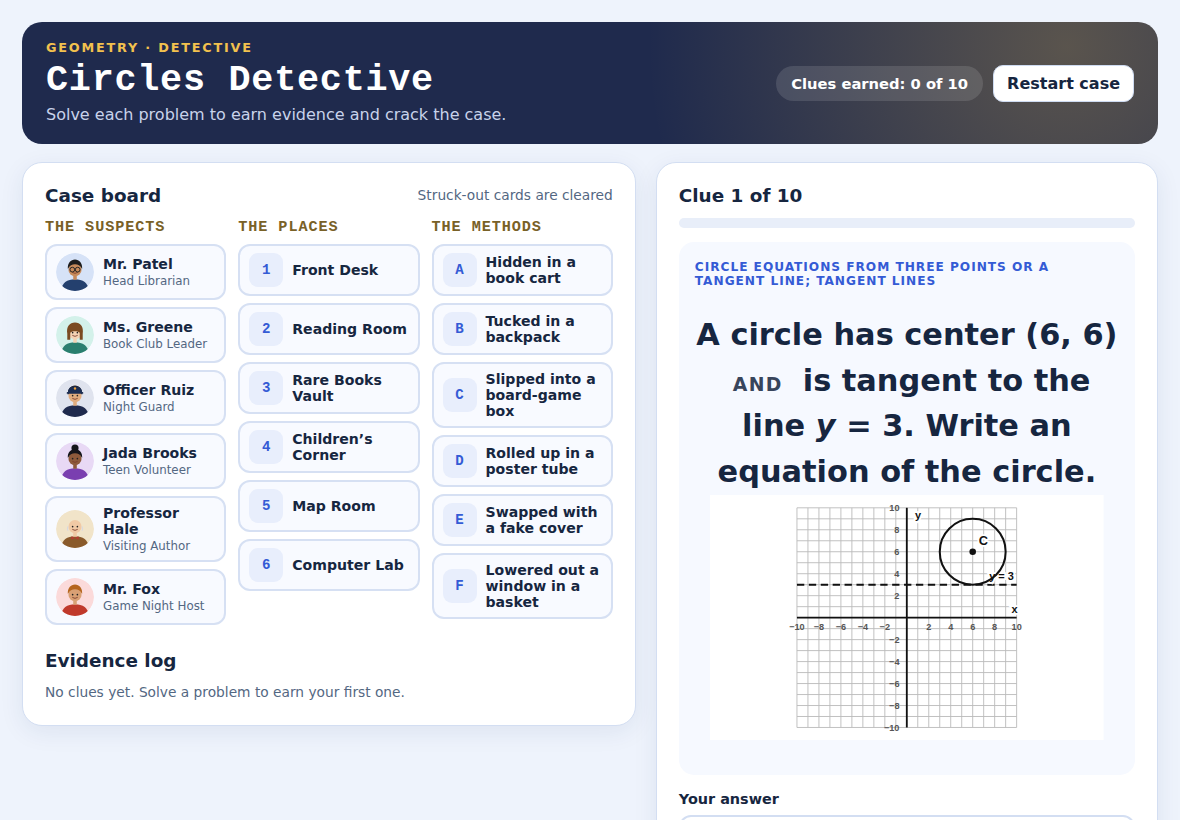 GEOMETRY · DETECTIVE
Circles Detective
Solve each problem to earn evidence and crack the case.
Clues earned: 0 of 10
Restart case
Case board
Struck-out cards are cleared
THE SUSPECTS
Mr. Patel
Head Librarian
Ms. Greene
Book Club Leader
Officer Ruiz
Night Guard
Jada Brooks
Teen Volunteer
Professor
Hale
Visiting Author
Mr. Fox
Game Night Host
THE PLACES
1 Front Desk
2 Reading Room
3 Rare Books
Vault
4 Children’s
Corner
5 Map Room
6 Computer Lab
THE METHODS
A Hidden in a
book cart
B Tucked in a
backpack
C Slipped into a
board-game
box
D Rolled up in a
poster tube
E Swapped with
a fake cover
F Lowered out a
window in a
basket
Evidence log
No clues yet. Solve a problem to earn your first one.
Clue 1 of 10
CIRCLE EQUATIONS FROM THREE POINTS OR A
TANGENT LINE; TANGENT LINES
A circle has center (6, 6)
AND is tangent to the
line y = 3. Write an
equation of the circle.
10
y
8
C
6
4
y = 3
2
x
−10 −8 −6 −4 −2 2 4 6 8 10
−2
−4
−6
−8
−10
Your answer